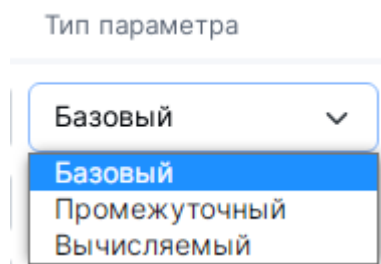 Тип параметра
Базовый
Базовый
Промежуточный
Вычисляемый